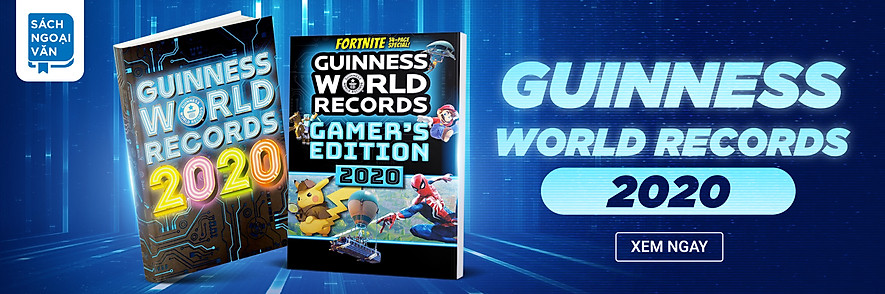 SÁCH
NGOẠI
VĂN
GUINNESS
WORLD
RECORDS
2020
FORTNITE 14-PAGE SPECIAL!
GUINNESS
WORLD
RECORDS
GAMER'S
EDITION
2020
GUINNESS
WORLD RECORDS
2020
XEM NGAY